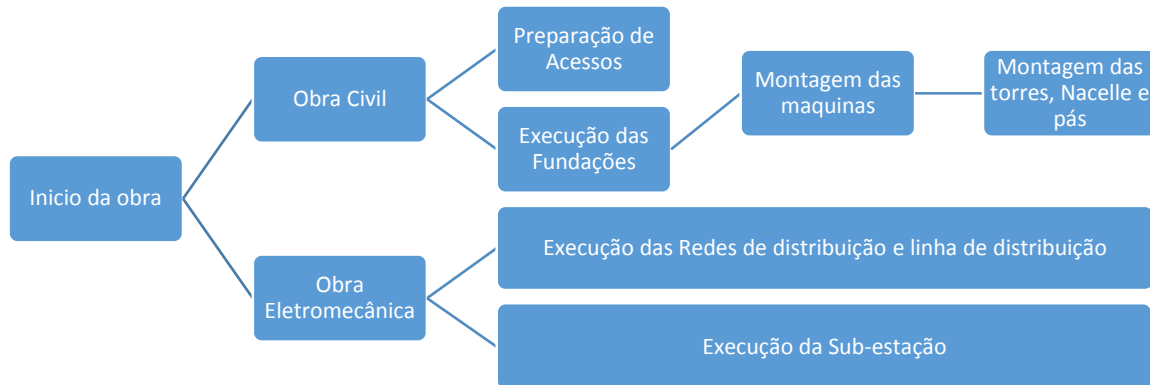 Preparação de
Acessos
Montagem das
torres, Nacelle e
pás
Obra Civil
Montagem das
maquinas
Execução das
Fundações
Inicio da obra
Execução das Redes de distribuição e linha de distribuição
Obra
Eletromecânica
Execução da Sub-estação